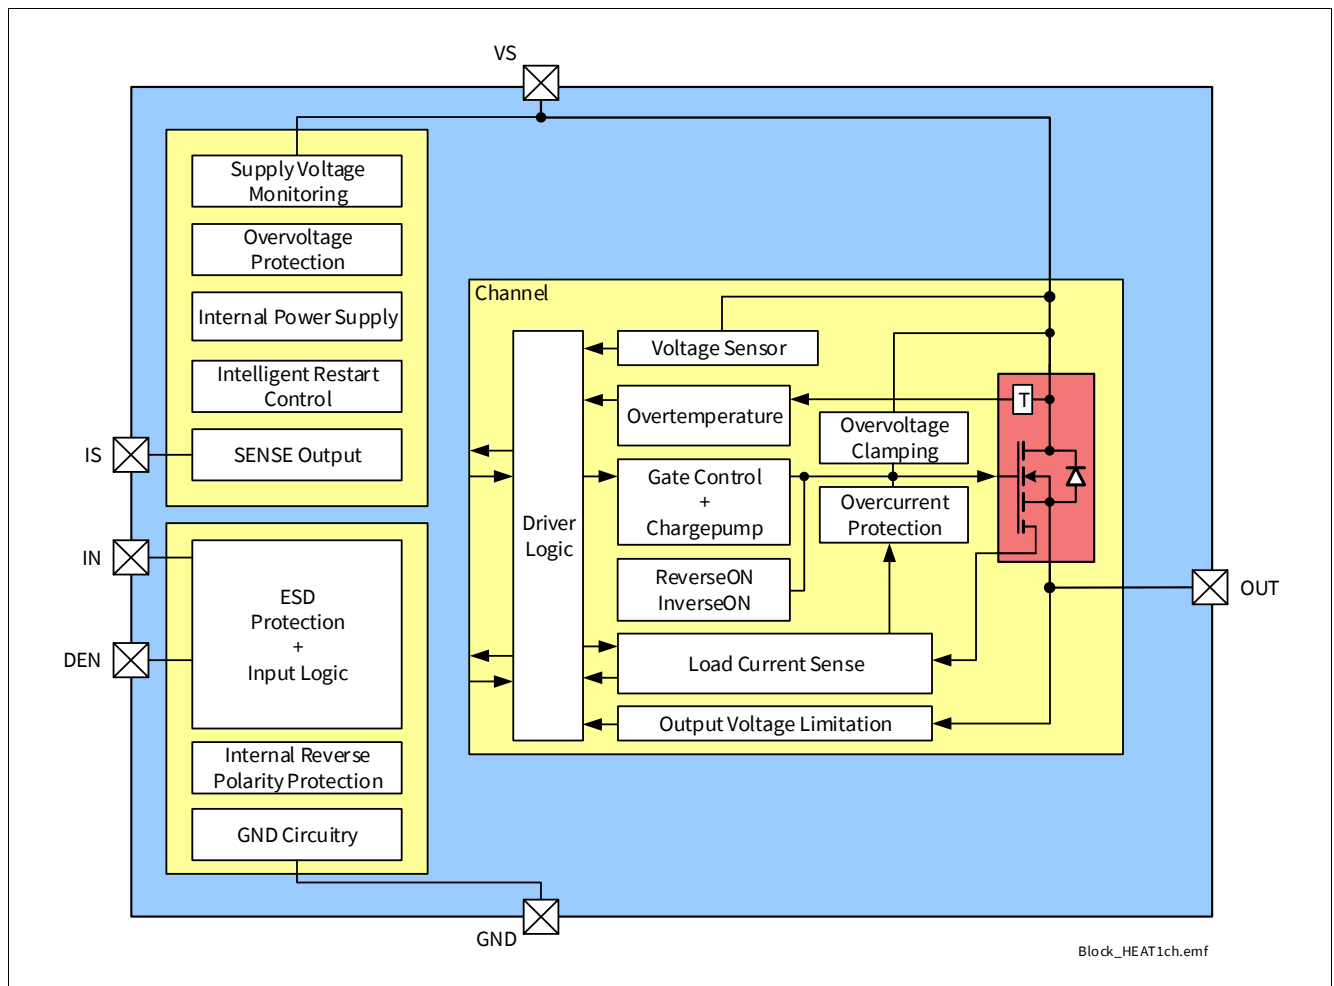 VS
Supply Voltage
Monitoring
Overvoltage
Protection
Internal Power Supply
Intelligent Restart
Control
IS
SENSE Output
IN
ESD
Protection
+
Input Logic
DEN
Internal Reverse
Polarity Protection
GND Circuitry
GND
Channel
Driver
Logic
Voltage Sensor
Overtemperature
T
Overvoltage
Clamping
Gate Control
+
Chargepump
Overcurrent
Protection
ReverseON
InverseON
Load Current Sense
Output Voltage Limitation
OUT
Block_HEAT1ch.emf